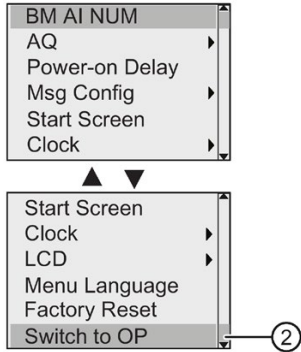 BM AI NUM
AQ
Power-on Delay
Msg Config
Start Screen
Clock
Start Screen
Clock
LCD
Menu Language
Factory Reset
Switch to OP
2